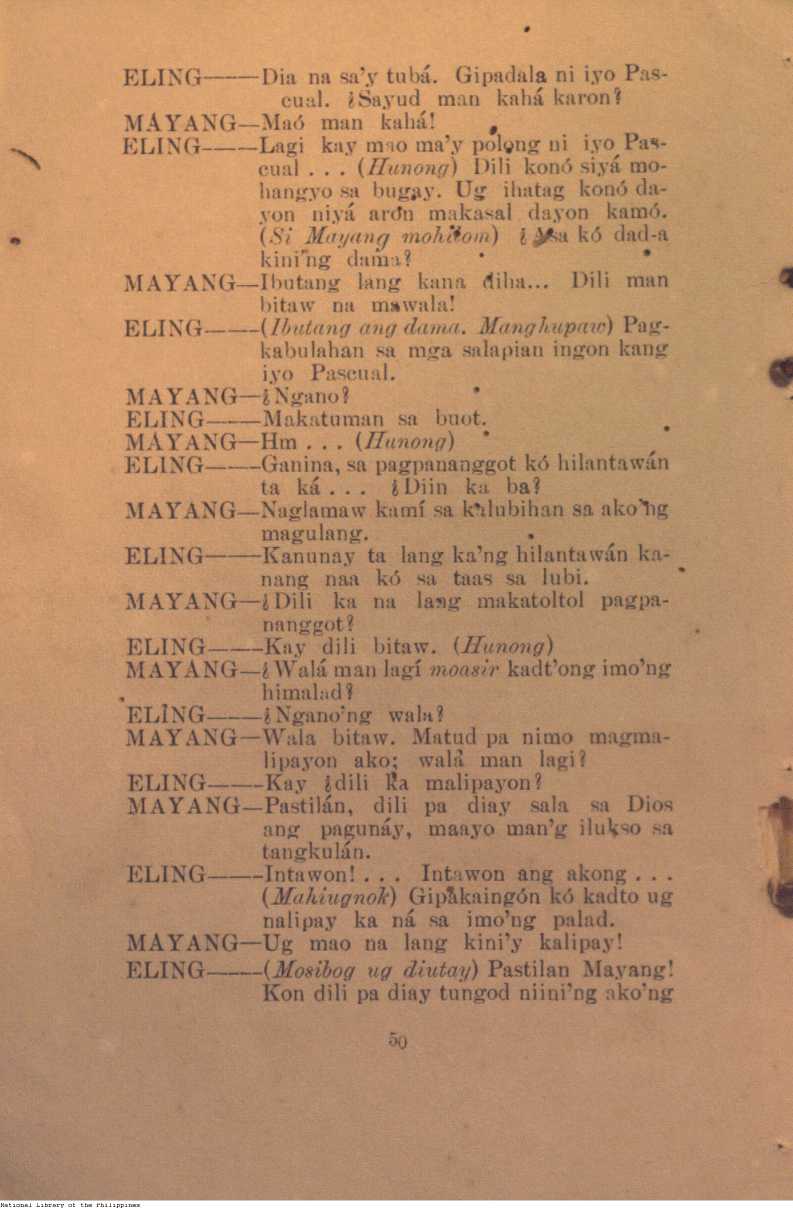 ELING——Dia na sa'y tubá. Gipadala ni iyo Pas-
cual. ¿Sayud man kahá karon?
MAYANG—Maó man kahá!
ELING——Lagi kay mao ma'y polong ni iyo Pas-
cual . . . (Hunong) Dili konó siyá mo-
hangyo sa bugay. Ug ihatag konó da-
yon niyá aron makasal dayon kamó.
(Si Mayang mohilom) ¿ Asa kó dad-a
kini'ng dama?
MAYANG—Ibutang lang kana diha... Dili man
bitaw na mawala!
ELING——(Ibutang ang dama. Manghupaw) Pag-
kabulahan sa mga salapian ingon kang
iyo Pascual.
MAYANG—¿Ngano?
ELING——Makatuman sa buot.
MAYANG—Hm . . . (Hunong)
ELING——Ganina, sa pagpananggot kó hilantawán
ta ká . . . ¿Diin ka ba?
MAYANG—Naglamaw kamí sa kalubihan sa ako'ng
magulang.
ELING——Kanunay ta lang ka'ng hilantawán ka-
nang naa kó sa taas sa lubi.
MAYANG—¿Dili ka na lang makatoltol pagpa-
nanggot?
ELING——Kay dili bitaw. (Hunong)
MAYANG—¿Walá man lagí moasir kadt'ong imo'ng
himalad?
ELING——¿Ngano'ng wala?
MAYANG—Wala bitaw. Matud pa nimo magma-
lipayon ako; walá man lagi?
ELING——Kay ¿dili ka malipayon?
MAYANG—Pastilán, dili pa diay sala sa Dios
ang pagunáy, maayo man'g ilukso sa
tangkulán.
ELING——Intawon! . . . Intawon ang akong . . .
(Mahiugnok) Gipakaingón kó kadto ug
nalipay ka ná sa imo'ng palad.
MAYANG—Ug mao na lang kini'y kalipay!
ELING——(Mosibog ug diutay) Pastilan Mayang!
Kon dili pa diay tungod niini'ng ako'ng
50
National Library of the Philippines